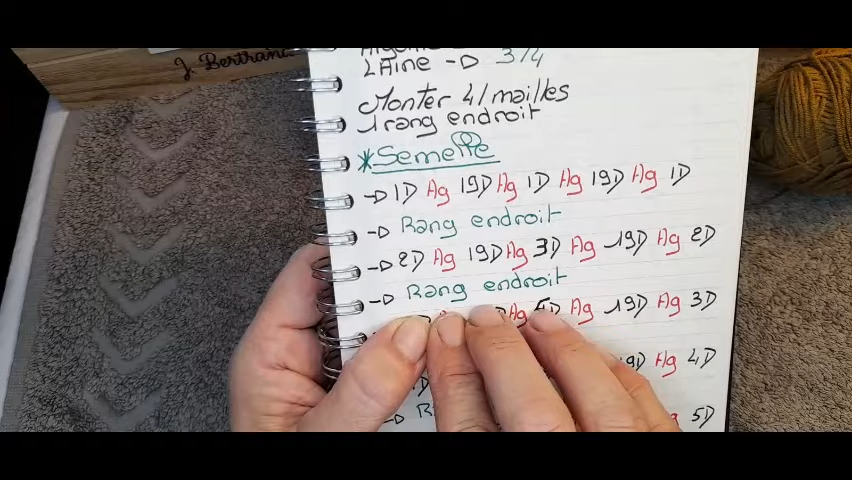 J. Bertran
LAine -D 3/4
Monter 41 mailles
1 rang endroit
*Semelle
-D 1D Ag 19D Ag 1D Ag 19D Ag 1D
-D Rang endroit
-D 2D Ag 19D Ag 3D Ag 19D Ag 2D
-D Rang endroit
Ag 5D Ag 19D Ag 3D
19D Ag 4D
5D